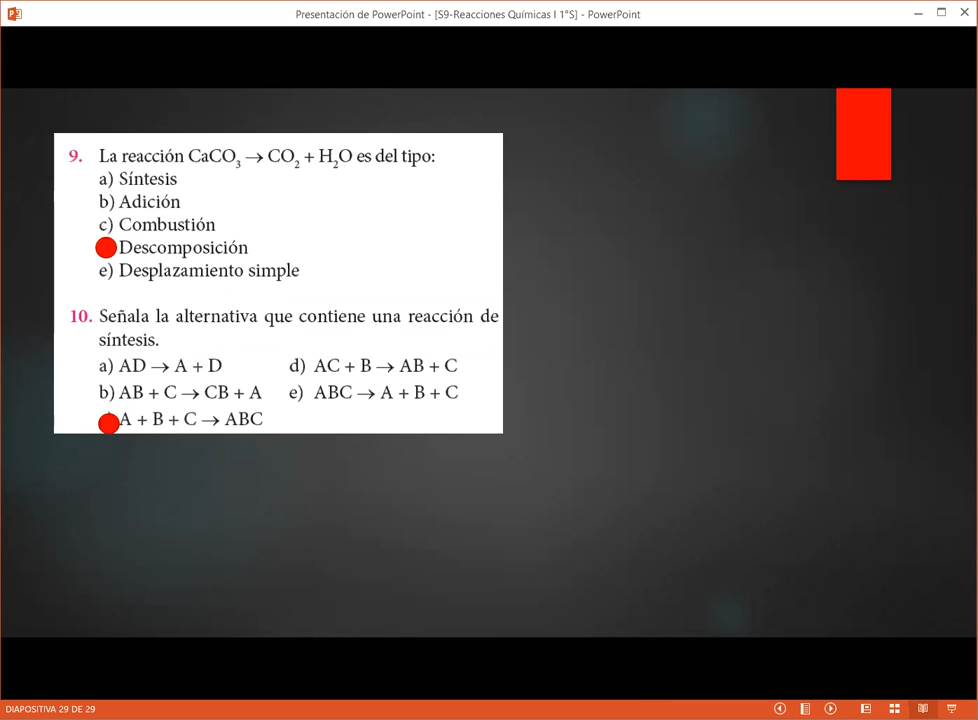 Presentación de PowerPoint - [S9-Reacciones Químicas I 1°S] - PowerPoint
9. La reacción CaCO₃ → CO₂ + H₂O es del tipo:
a) Síntesis
b) Adición
c) Combustión
Descomposición
e) Desplazamiento simple
10. Señala la alternativa que contiene una reacción de
síntesis.
a) AD → A + D
b) AB + C → CB + A
A + B + C → ABC
d) AC + B → AB + C
e) ABC → A + B + C
DIAPOSITIVA 29 DE 29